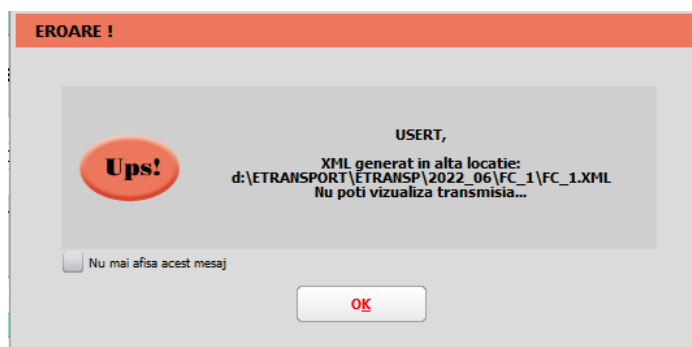 EROARE !
Ups!
USERT,
XML generat in alta locatie:
d:\ETRANSPORT\ETRANSP\2022_06\FC_1\FC_1.XML
Nu poti vizualiza transmisia...
Nu mai afisa acest mesaj
OK